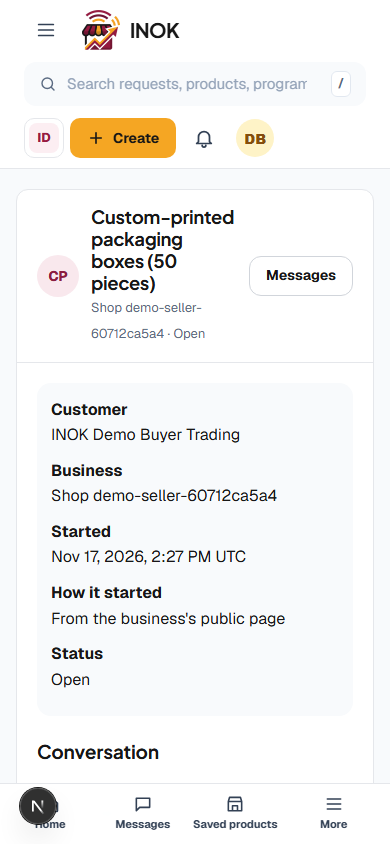 INOK
Search requests, products, program
/
ID
+ Create
DB
CP
Custom-printed
packaging
boxes (50
pieces)
Shop demo-seller-
60712ca5a4 · Open
Messages
Customer
INOK Demo Buyer Trading
Business
Shop demo-seller-60712ca5a4
Started
Nov 17, 2026, 2:27 PM UTC
How it started
From the business's public page
Status
Open
Conversation
N
Home
Messages
Saved products
More